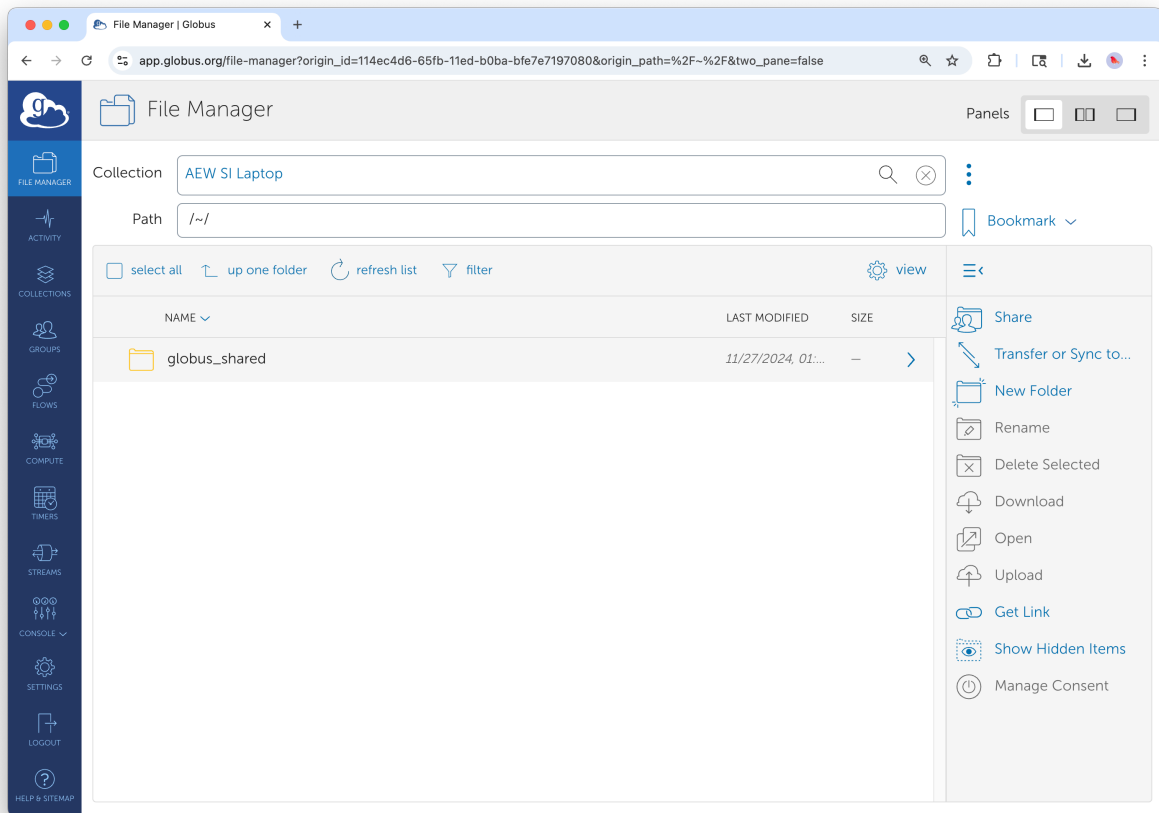 File Manager | Globus
app.globus.org/file-manager?origin_id=114ec4d6-65fb-11ed-b0ba-bfe7e7197080&origin_path=%2F~%2F&two_pane=false
g
File Manager
Panels
FILE MANAGER
ACTIVITY
COLLECTIONS
GROUPS
FLOWS
COMPUTE
TIMERS
STREAMS
CONSOLE
SETTINGS
LOGOUT
HELP & SITEMAP
Collection
AEW SI Laptop
Path
/~/
Bookmark
select all
up one folder
refresh list
filter
view
NAME
LAST MODIFIED
SIZE
globus_shared
11/27/2024, 01:...
—
Share
Transfer or Sync to...
New Folder
Rename
Delete Selected
Download
Open
Upload
Get Link
Show Hidden Items
Manage Consent